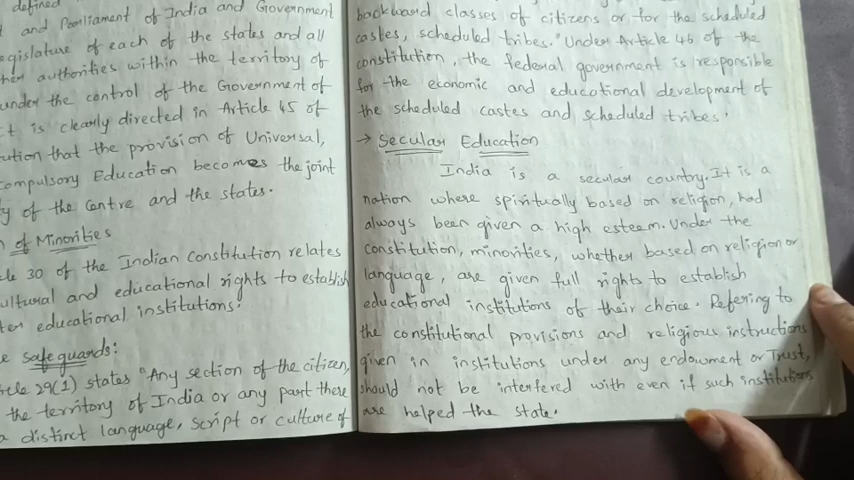 defined
and Parliament of India and Government
egislature of each of the states and all
her authorities within the territory of
under the control of the Government of
t is clearly directed in Article 45 of
ution that the provision of Universal,
ompulsory Education becomes the joint
y of the Centre and the states.
n of Minorities
cle 30 of the Indian Constitution relates
ultural and educational rights to establish
ter educational institutions.
e safeguards:
icle 29(1) states "Any section of the citizen,
the territory of India or any part there
a distinct language, script or culture of
backward classes of citizens or for the scheduled
castes, scheduled tribes." Under Article 46 of the
constitution, the federal government is responsible
for the economic and educational development of
the scheduled castes and scheduled tribes.
→ Secular Education
India is a secular country. It is a
nation where spiritually based on religion, had
always been given a high esteem. Under the
constitution, minorities, whether based on religion or
language, are given full rights to establish
educational institutions of their choice. Refering to
the constitutional provisions and religious instructions
given in institutions under any endowment or Trust,
should not be interfered with even if such institutions
are helped the state.